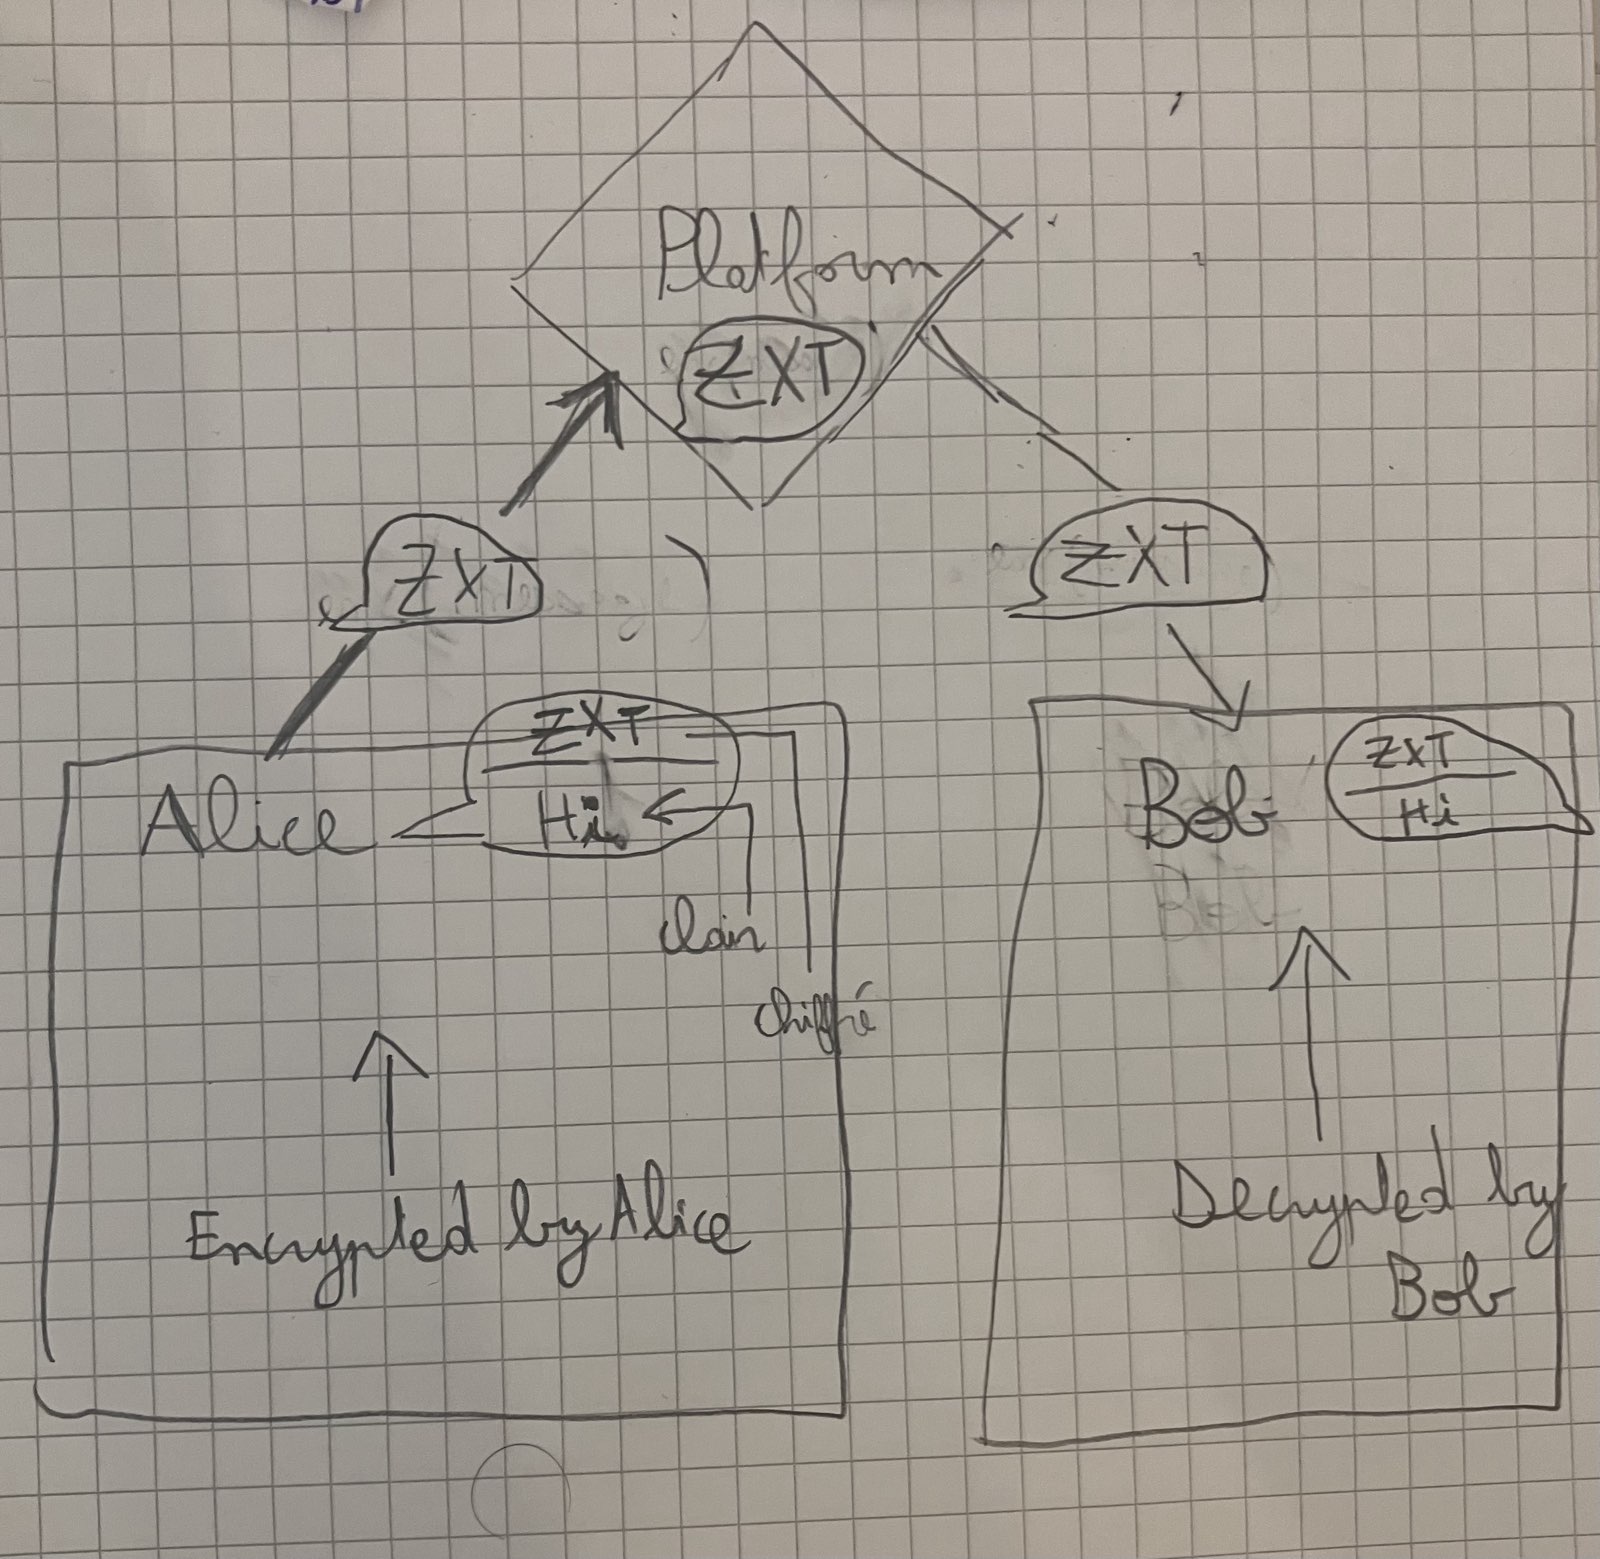 Platform
ZXT
ZXT
ZXT
Alice
ZXT
Hi
Clair
Chiffré
Encrypted by Alice
Bob
ZXT
Hi
Decrypted by
Bob